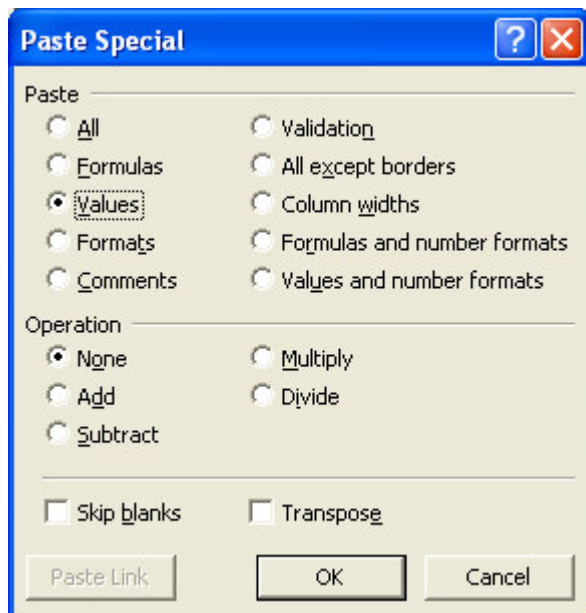 Paste Special
Paste
All
Validation
Formulas
All except borders
Values
Column widths
Formats
Formulas and number formats
Comments
Values and number formats
Operation
None
Multiply
Add
Divide
Subtract
Skip blanks
Transpose
Paste Link
OK
Cancel